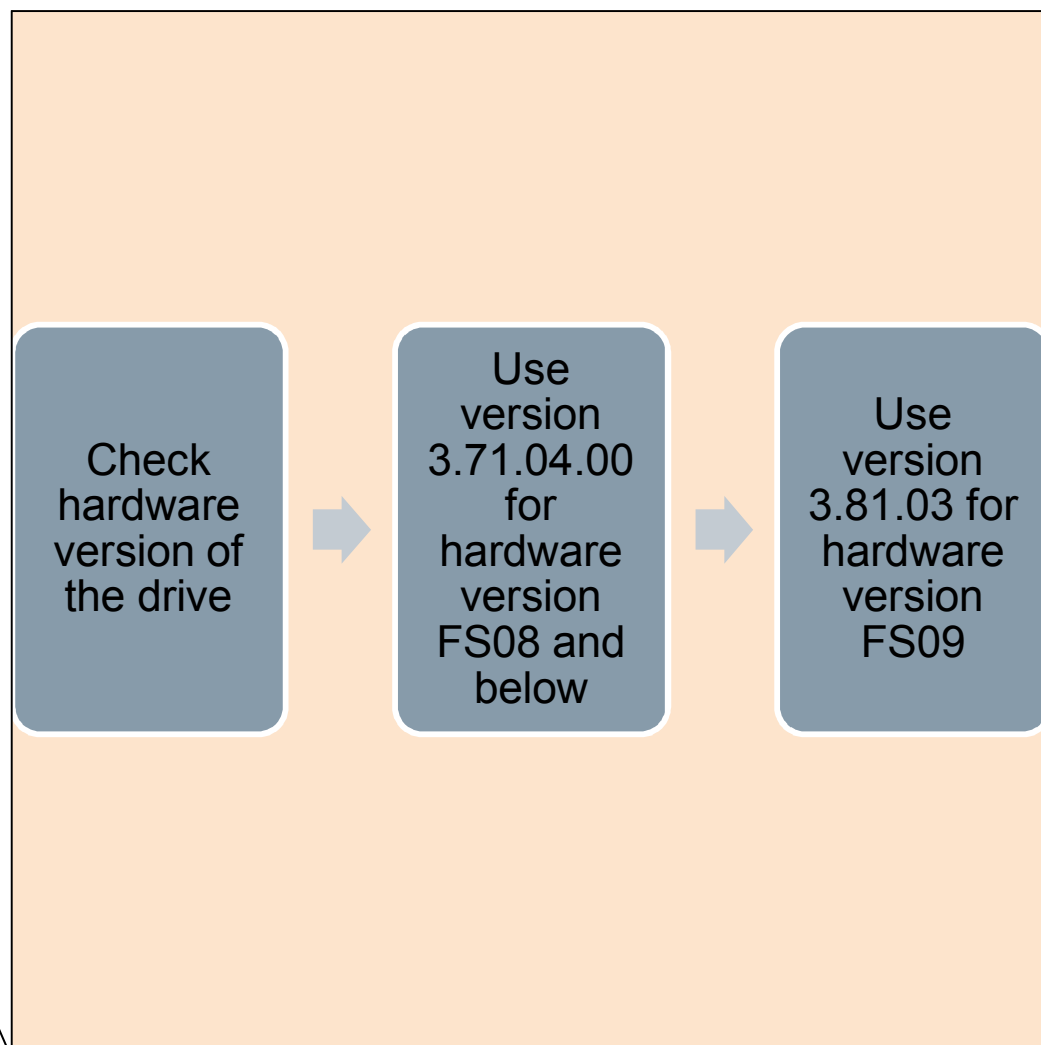 Check
hardware
version of
the drive
Use
version
3.71.04.00
for
hardware
version
FS08 and
below
Use
version
3.81.03 for
hardware
version
FS09